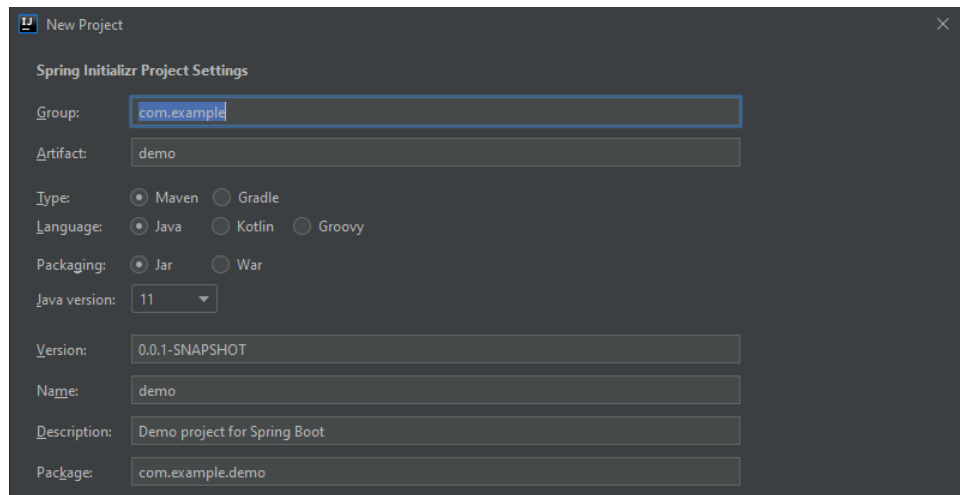 IJ New Project
Spring Initializr Project Settings
Group: com.example
Artifact: demo
Type: Maven Gradle
Language: Java Kotlin Groovy
Packaging: Jar War
Java version: 11
Version: 0.0.1-SNAPSHOT
Name: demo
Description: Demo project for Spring Boot
Package: com.example.demo